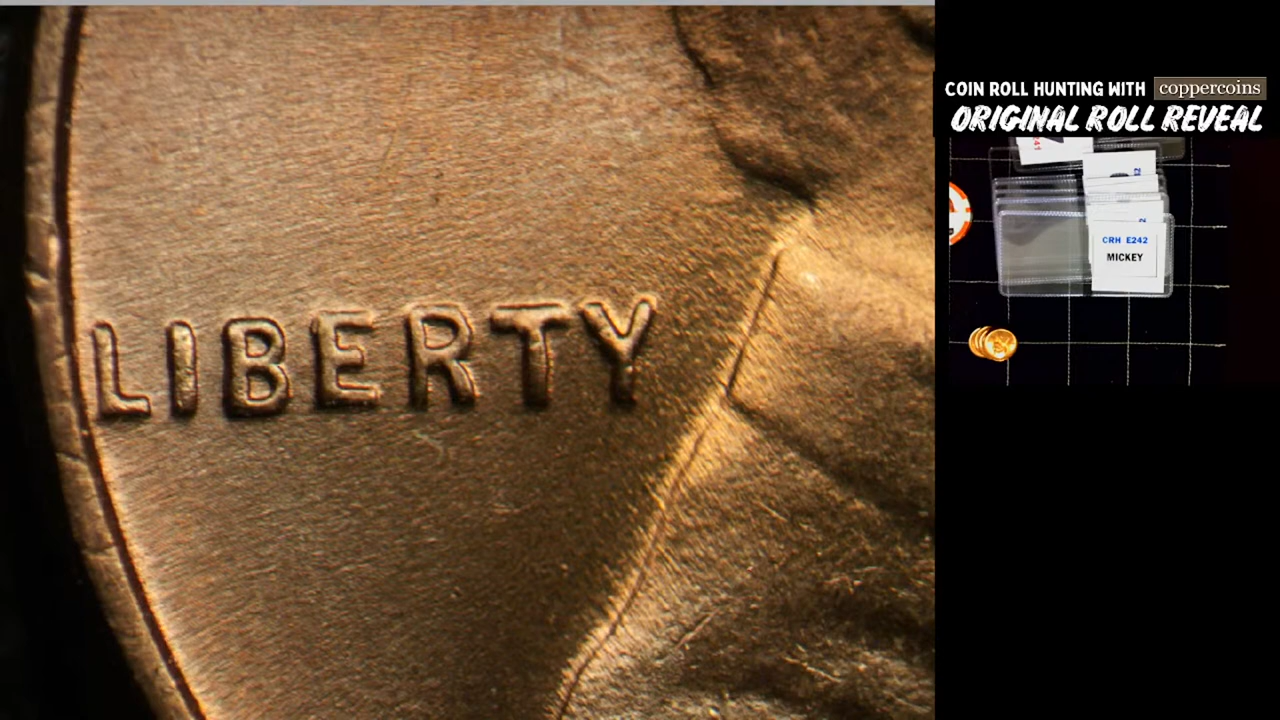 LIBERTY
COIN ROLL HUNTING WITH coppercoins
ORIGINAL ROLL REVEAL
CRH E242
MICKEY